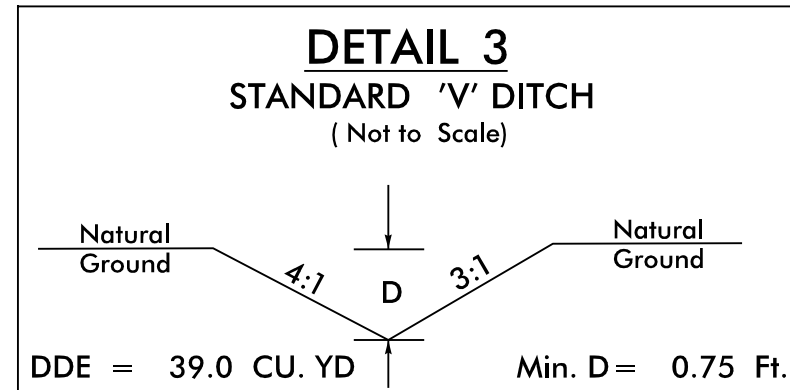 DETAIL 3
STANDARD 'V' DITCH
( Not to Scale)
Natural
Ground
4:1
D
3:1
Natural
Ground
DDE = 39.0 CU. YD
Min. D = 0.75 Ft.